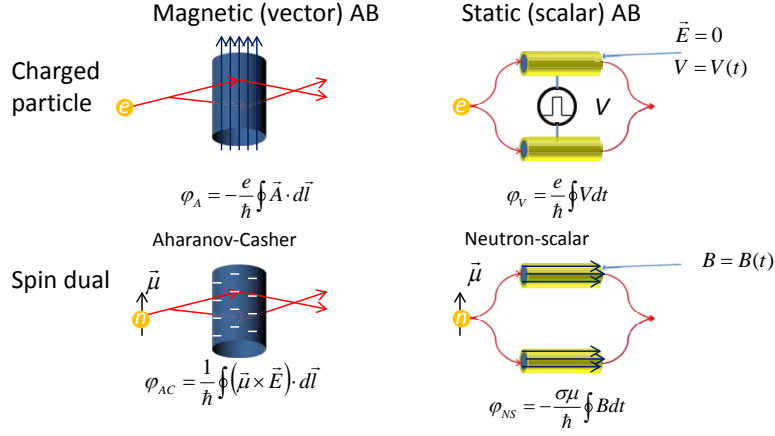 Magnetic (vector) AB
Static (scalar) AB
Charged
particle
e
e
V
E⃗ = 0
V = V(t)
φ_A = −e/ħ ∮ A⃗ · dl⃗
φ_V = e/ħ ∮ Vdt
Aharanov-Casher
Neutron-scalar
Spin dual
μ⃗
n
μ⃗
n
B = B(t)
φ_AC = 1/ħ ∮ (μ⃗ × E⃗) · dl⃗
φ_NS = −σμ/ħ ∮ Bdt